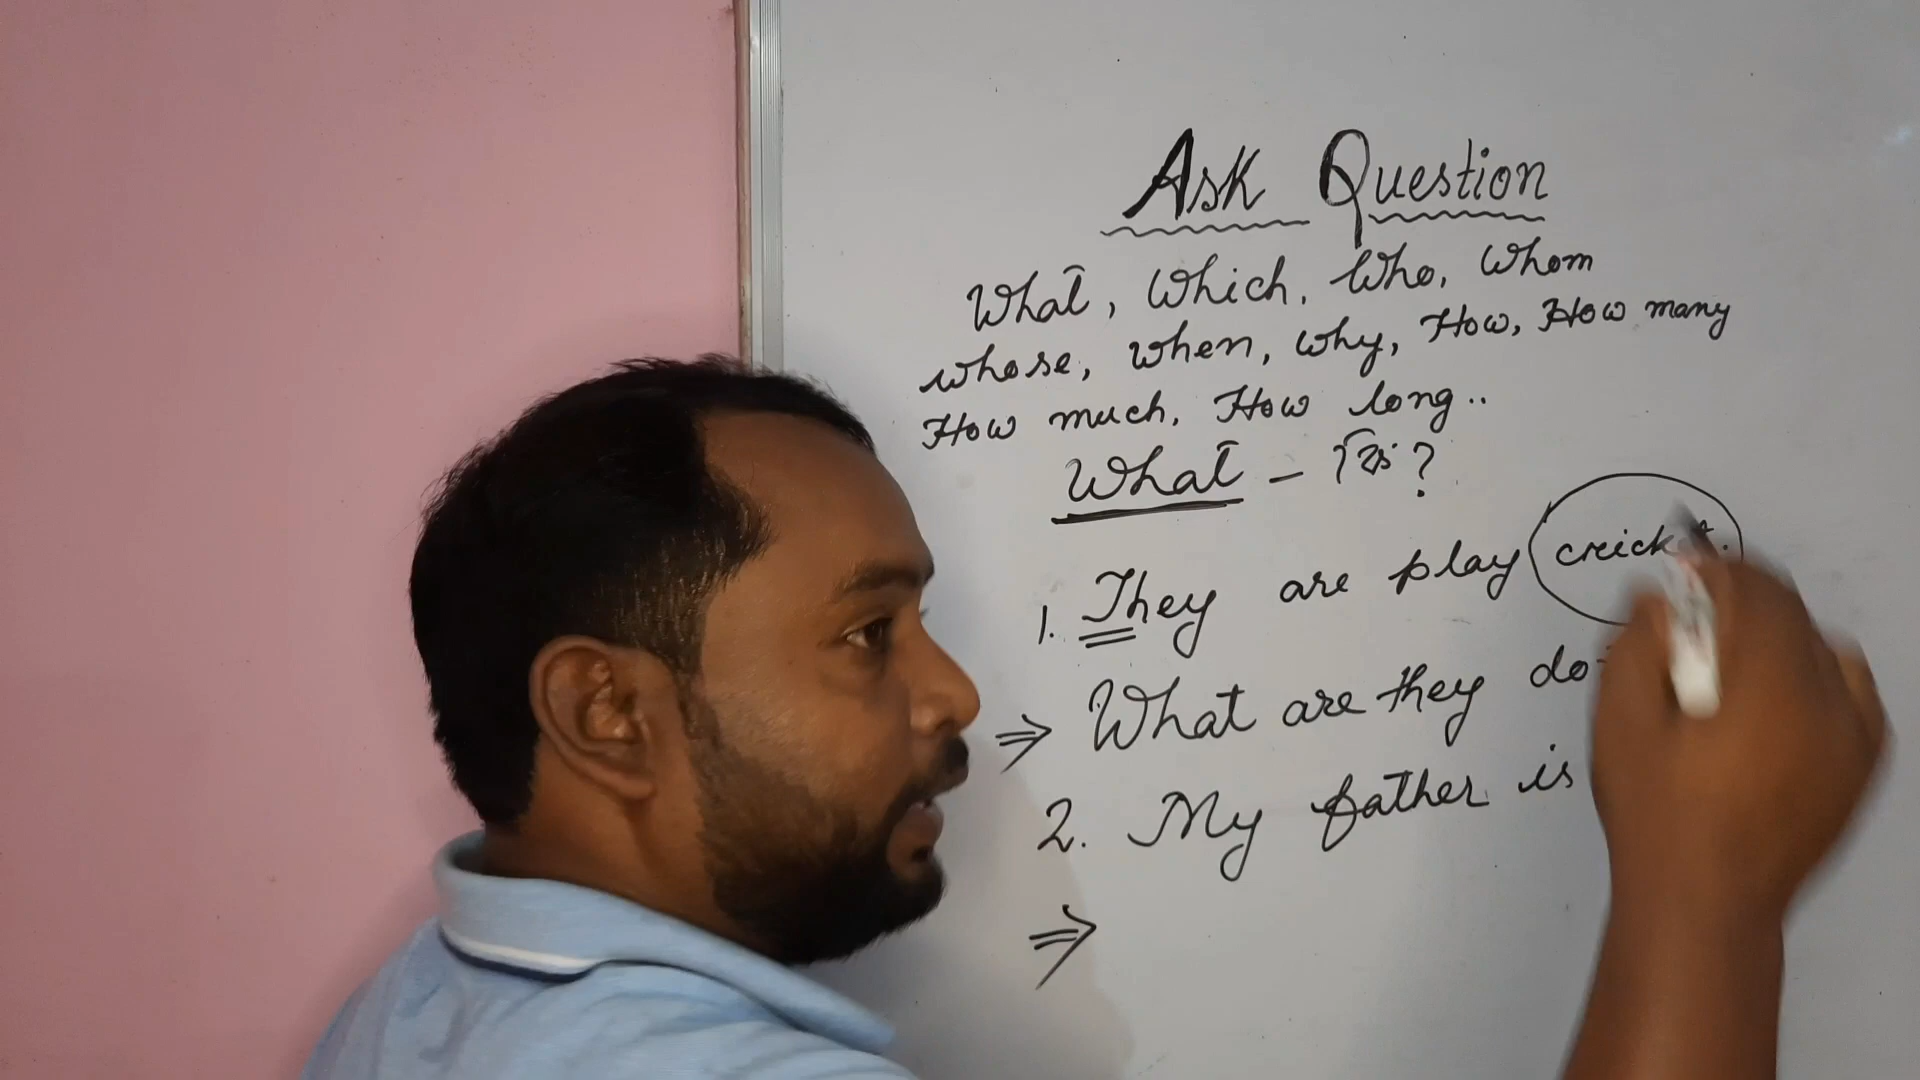 Ask Question
What, Which, Who, Whom
whose, when, why, How, How many
How much, How long..
What – কি?
1. They are play cricket.
⇒ What are they do
2. My father is
⇒